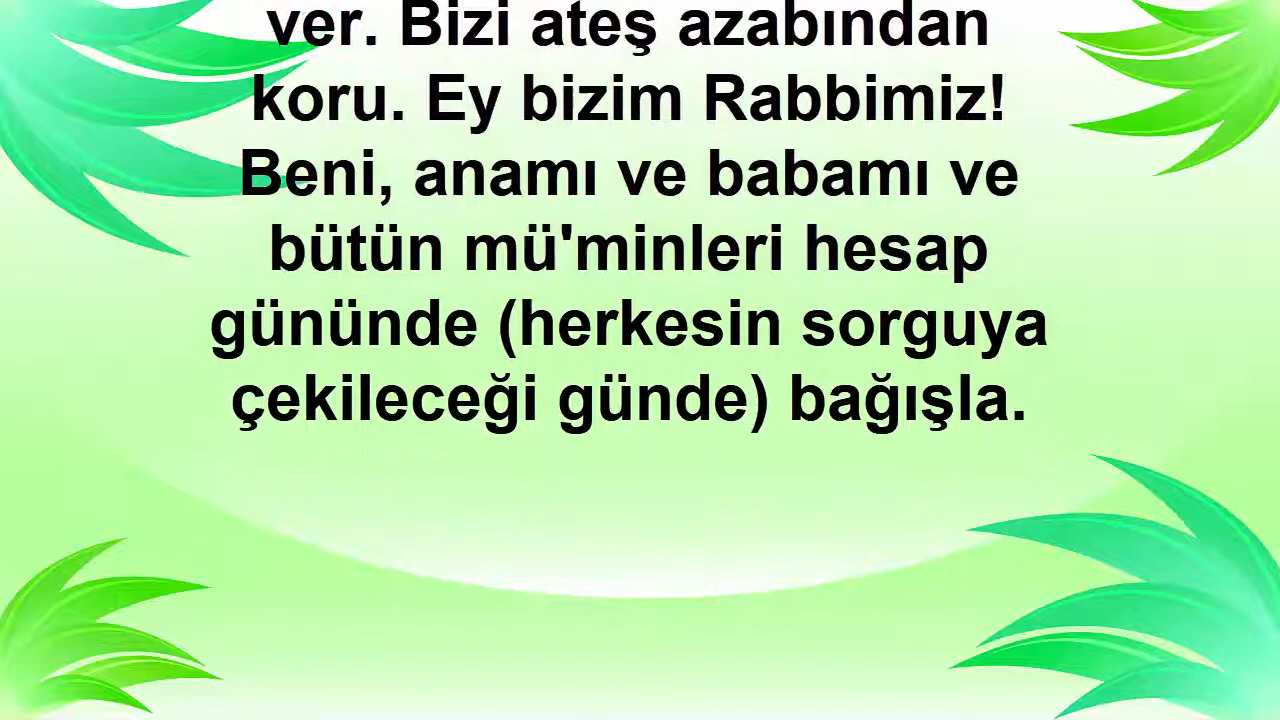 ver. Bizi ateş azabından
koru. Ey bizim Rabbimiz!
Beni, anamı ve babamı ve
bütün mü'minleri hesap
gününde (herkesin sorguya
çekileceği günde) bağışla.